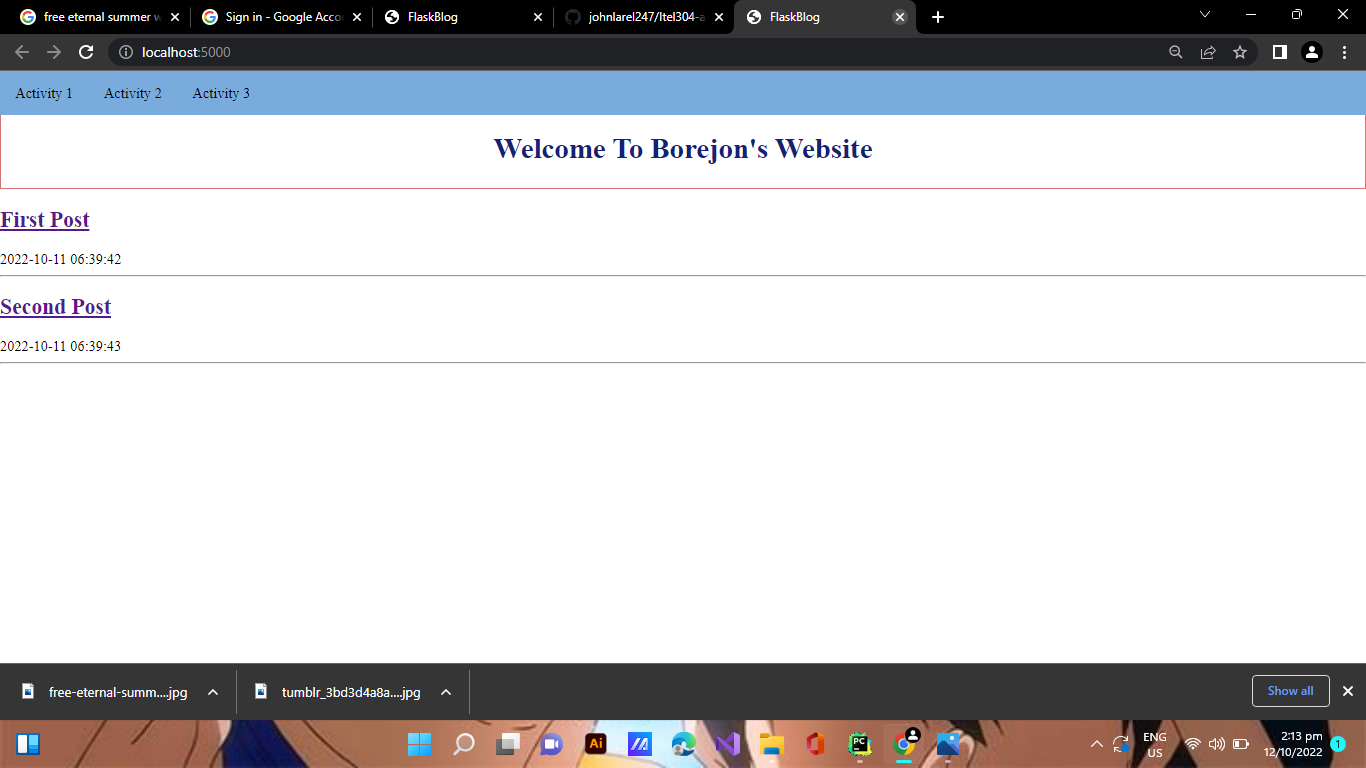 free eternal summer w
Sign in - Google Acco
FlaskBlog
johnlarel247/Itel304-a
FlaskBlog
localhost:5000
Activity 1 Activity 2 Activity 3
Welcome To Borejon's Website
First Post
2022-10-11 06:39:42
Second Post
2022-10-11 06:39:43
free-eternal-summ....jpg
tumblr_3bd3d4a8a....jpg
Show all
Ai
PC
ENG
US
2:13 pm
12/10/2022
1